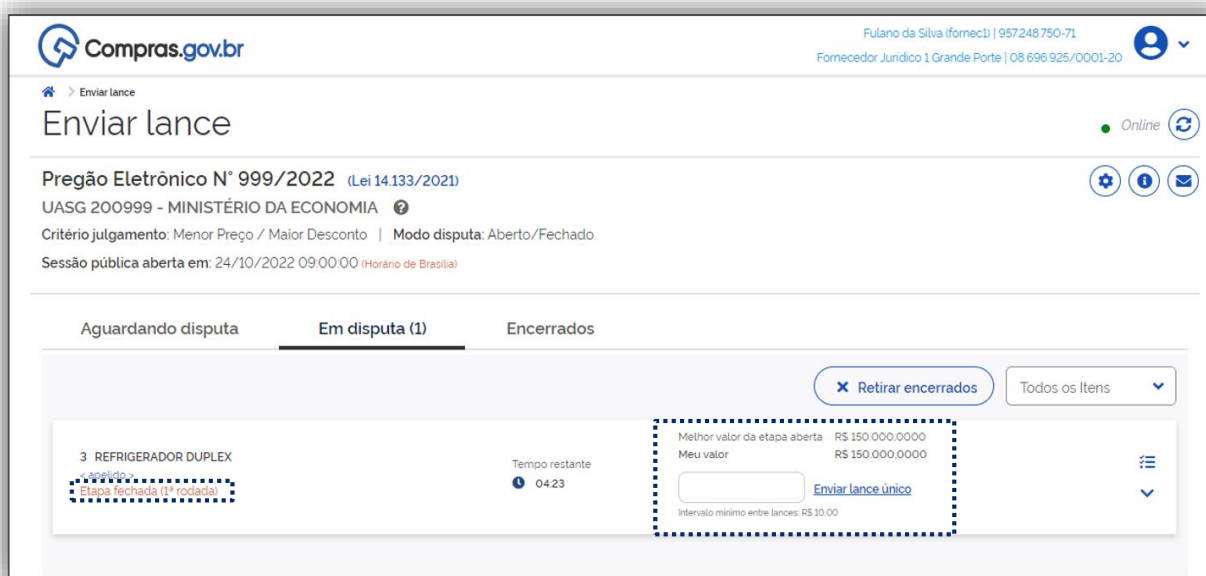 Compras.gov.br
Fulano da Silva (fornec1) | 957.248.750-71
Fornecedor Jurídico 1 Grande Porte | 08.696.925/0001-20
Enviar lance
Enviar lance
Online
Pregão Eletrônico N° 999/2022 (Lei 14.133/2021)
UASG 200999 - MINISTÉRIO DA ECONOMIA
Critério julgamento: Menor Preço / Maior Desconto | Modo disputa: Aberto/Fechado
Sessão pública aberta em: 24/10/2022 09:00:00 (Horário de Brasília)
Aguardando disputa Em disputa (1) Encerrados
Retirar encerrados Todos os Itens
3 REFRIGERADOR DUPLEX
< apelido >
Etapa fechada (1ª rodada)
Tempo restante
04:23
Melhor valor da etapa aberta R$ 150.000,0000
Meu valor R$ 150.000,0000
Enviar lance único
Intervalo mínimo entre lances: R$ 10,00